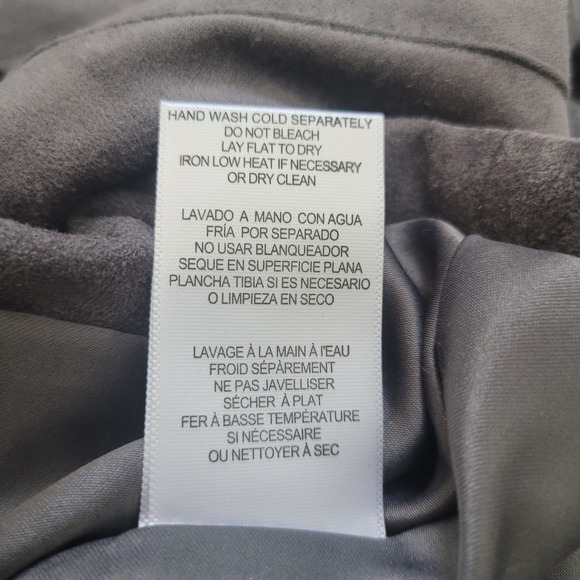 HAND WASH COLD SEPARATELY
DO NOT BLEACH
LAY FLAT TO DRY
IRON LOW HEAT IF NECESSARY
OR DRY CLEAN
LAVADO A MANO CON AGUA
FRÍA POR SEPARADO
NO USAR BLANQUEADOR
SEQUE EN SUPERFICIE PLANA
PLANCHA TIBIA SI ES NECESARIO
O LIMPIEZA EN SECO
LAVAGE À LA MAIN À l'EAU
FROID SÉPÀREMENT
NE PAS JAVELLISER
SÉCHER À PLAT
FER À BASSE TEMPÉRATURE
SI NÉCESSAIRE
OU NETTOYER À SEC